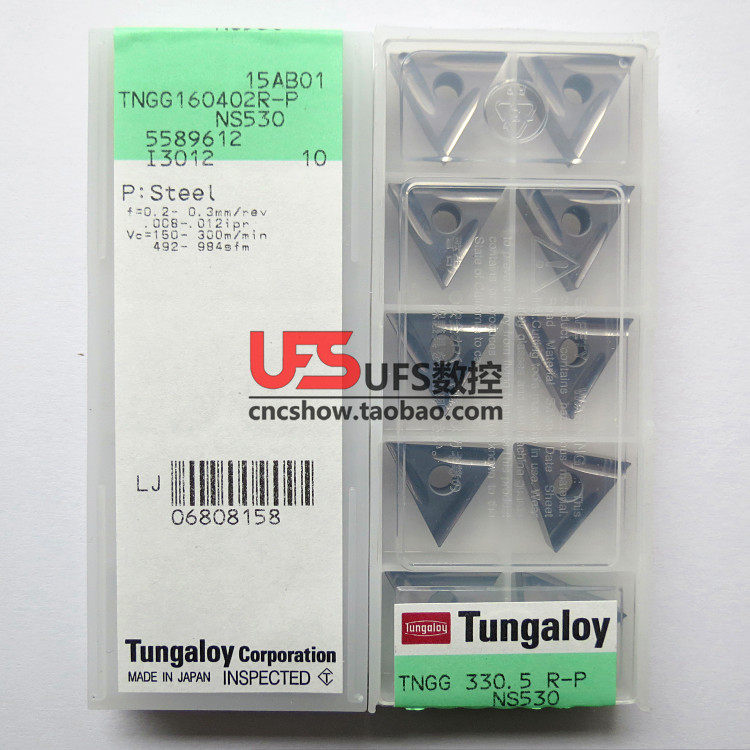 15AB01
TNGG160402R-P
NS530
5589612
I3012 10
P:Steel
f=0.2- 0.3mm/rev
.008-.012ipr
Vc=150- 300m/min
492- 984sfm
UFS UFS数控
cncshow.taobao.com
LJ
06808158
Tungaloy Corporation
MADE IN JAPAN INSPECTED T
Tungaloy Tungaloy
TNGG 330.5 R-P
NS530